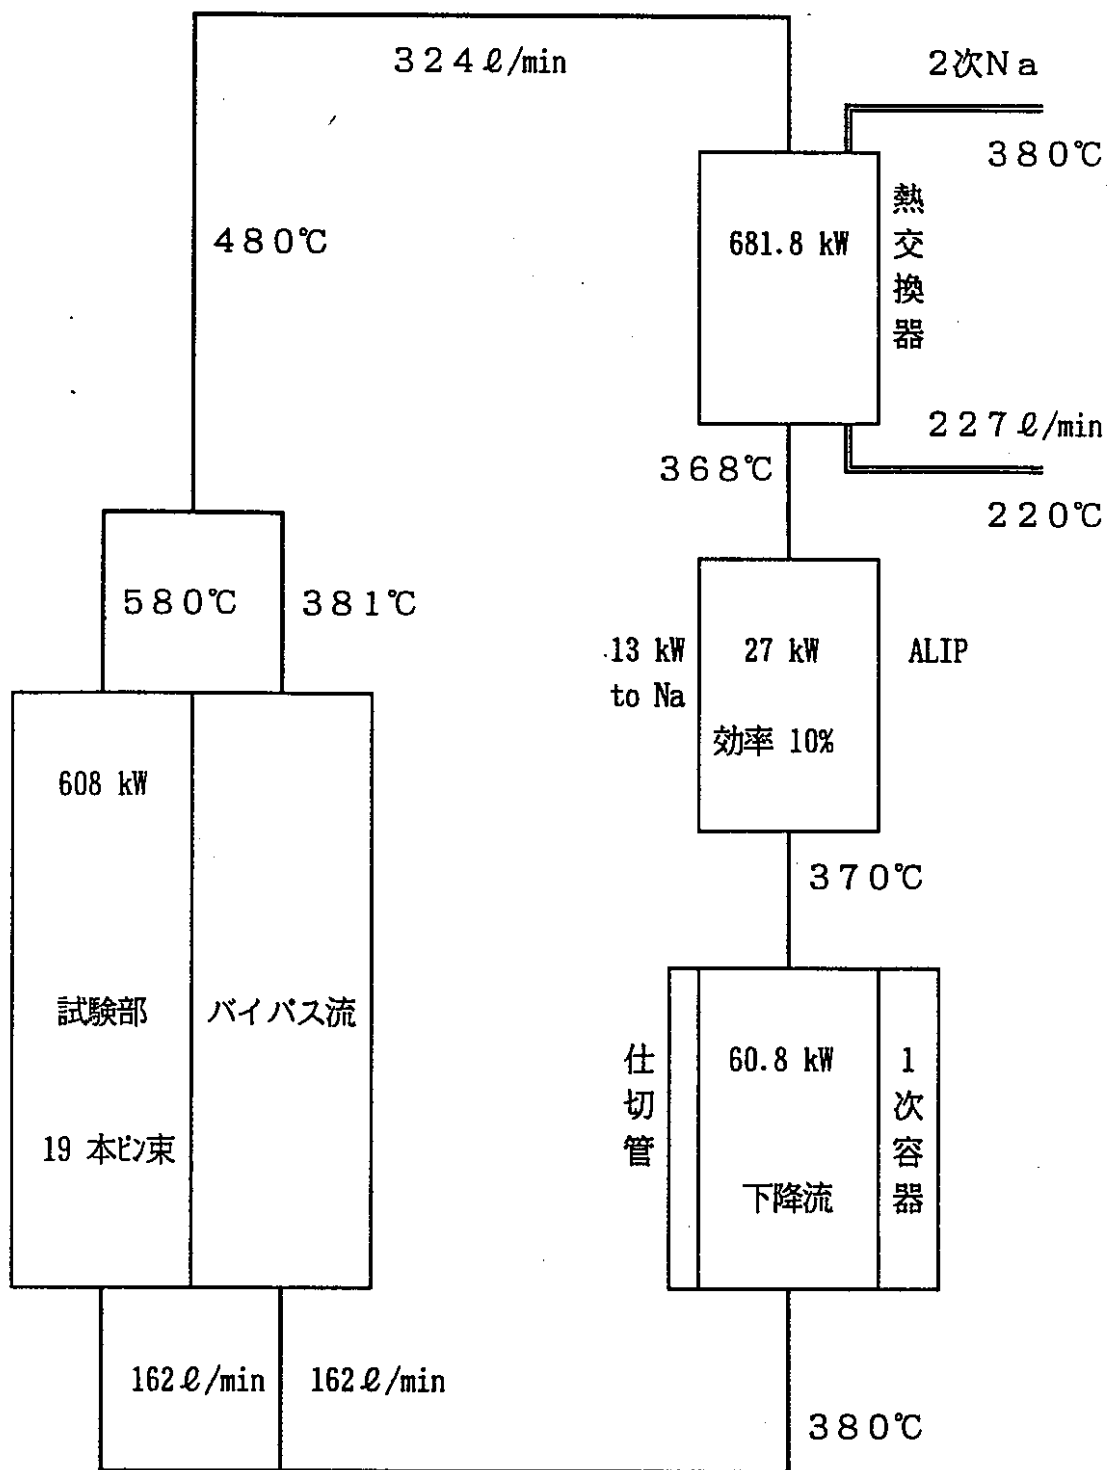 324ℓ/min
2次Na
380℃
480℃
681.8 kW
熱交換器
227ℓ/min
368℃
220℃
580℃
381℃
13 kW
to Na
27 kW
ALIP
効率 10%
608 kW
370℃
試験部
バイパス流
仕切管
60.8 kW
1次容器
19 本ピン束
下降流
162ℓ/min
162ℓ/min
380℃